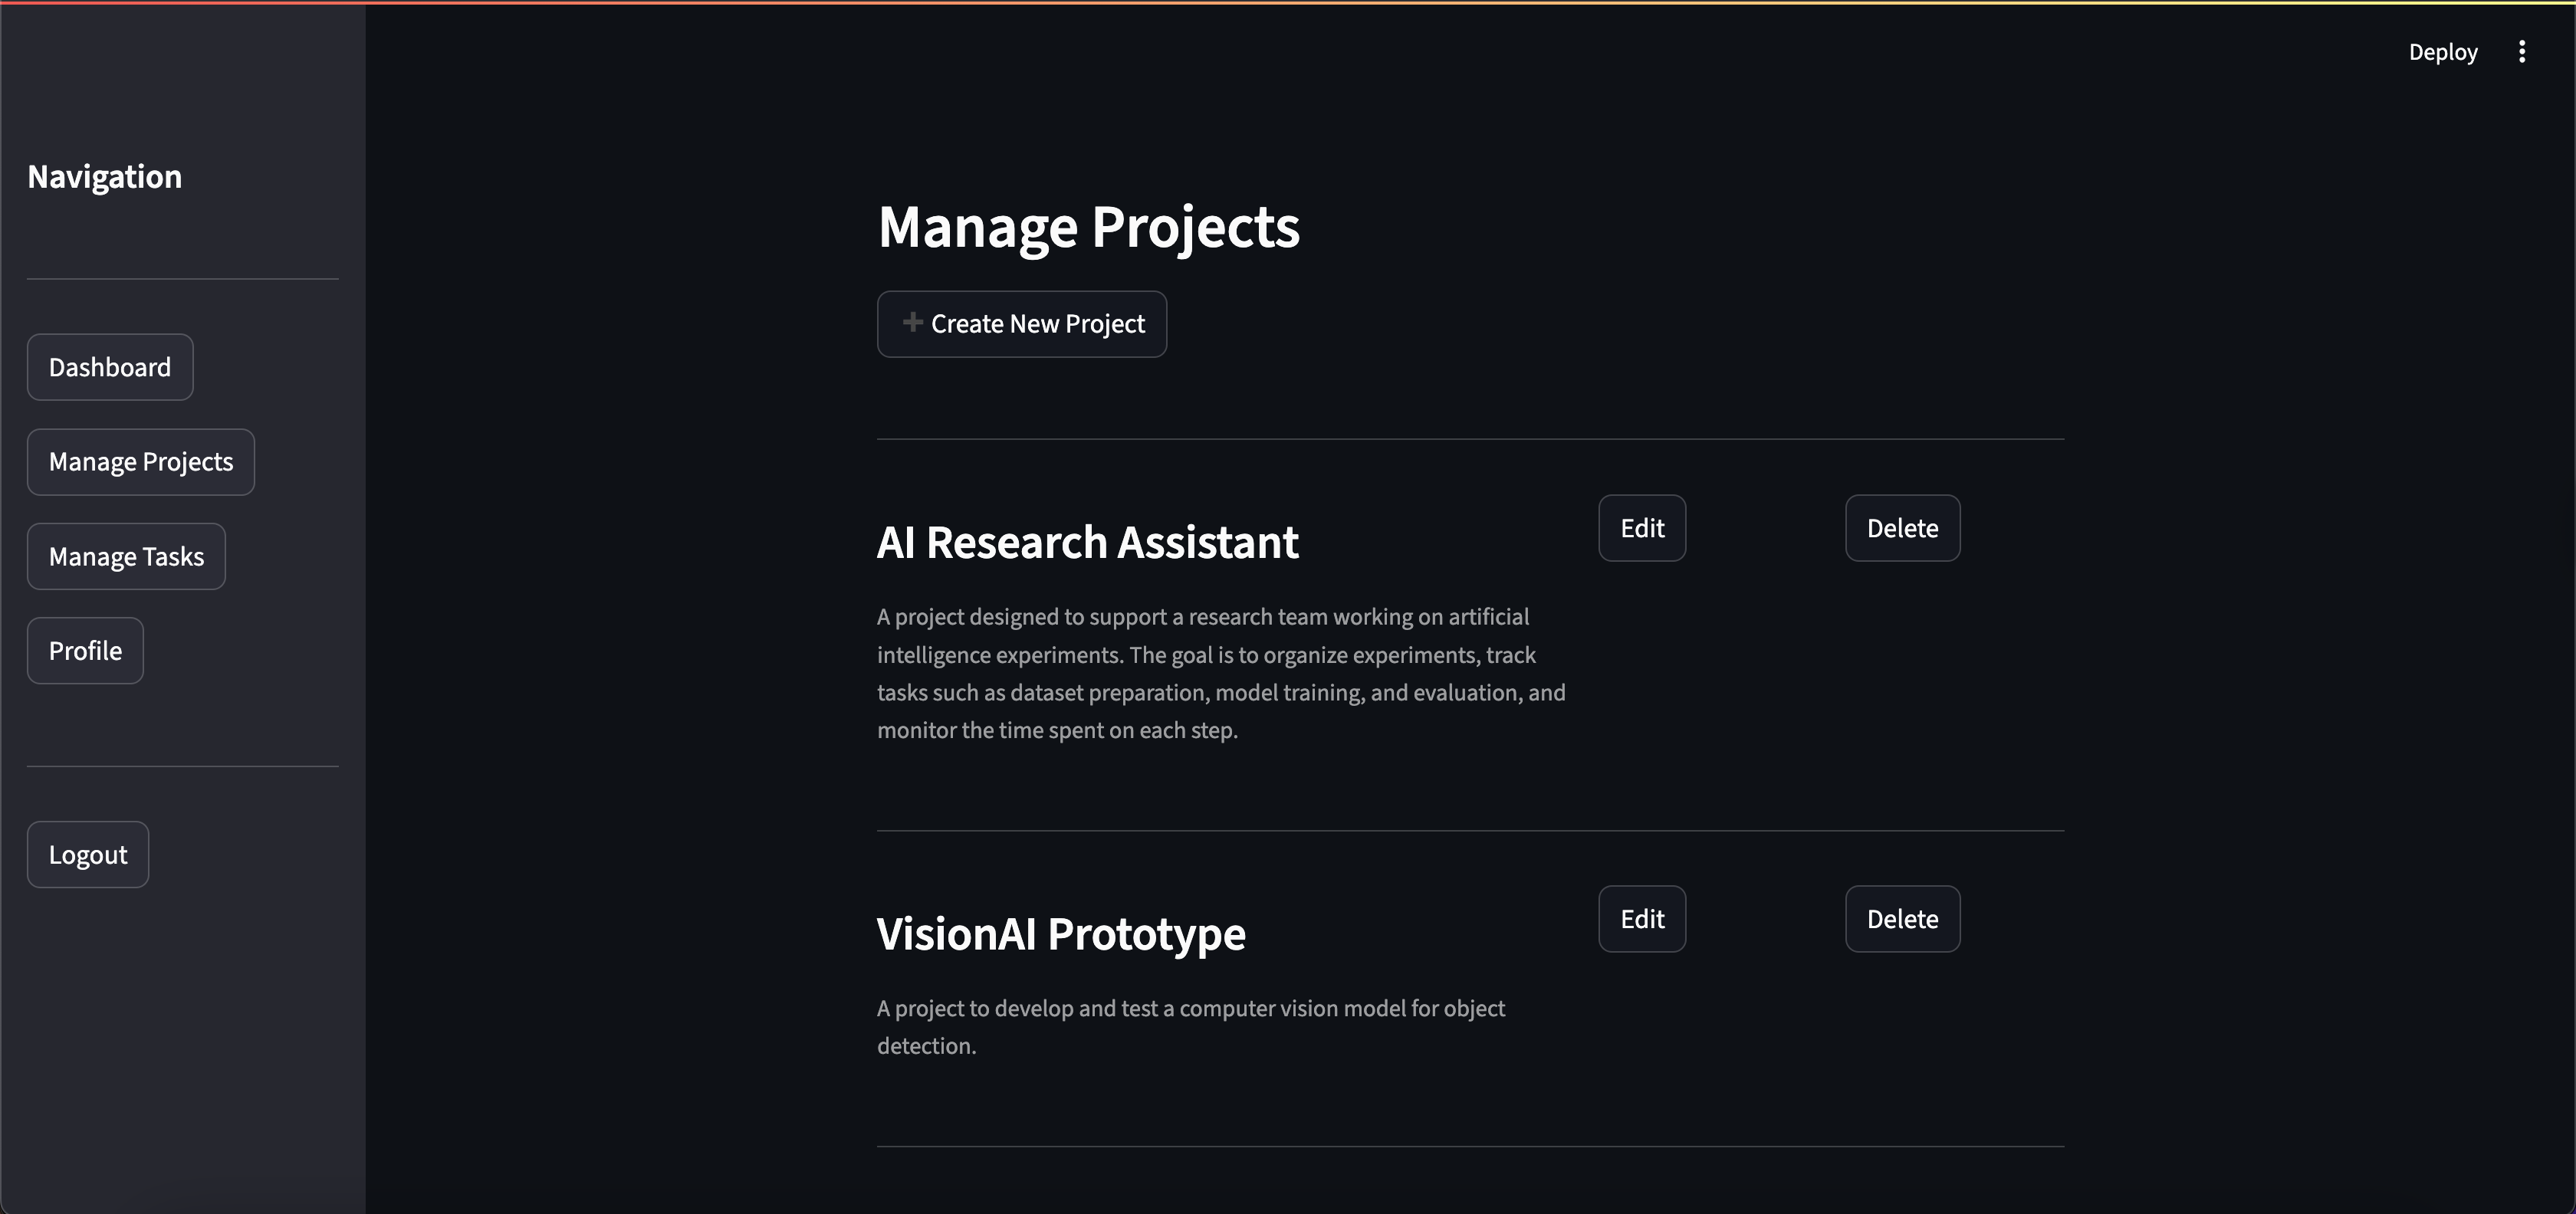 Deploy
Navigation
Dashboard
Manage Projects
Manage Tasks
Profile
Logout
Manage Projects
Create New Project
AI Research Assistant
Edit
Delete
A project designed to support a research team working on artificial
intelligence experiments. The goal is to organize experiments, track
tasks such as dataset preparation, model training, and evaluation, and
monitor the time spent on each step.
VisionAI Prototype
Edit
Delete
A project to develop and test a computer vision model for object
detection.